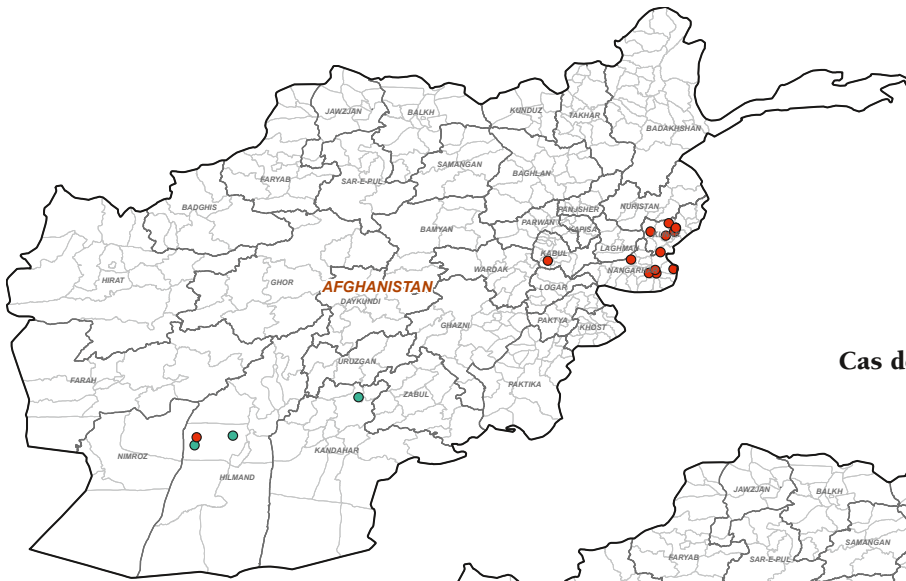 JAWZJAN
BALKH
KUNDUZ
TAKHAR
BADAKHSHAN
SAMANGAN
BAGHLAN
FARYAB
SAR-E-PUL
BADGHIS
NURISTAN
PANJSHER
PARWAN
KAPISA
BAMYAN
LAGHMAN
KABUL
WARDAK
HIRAT
GHOR
AFGHANISTAN
DAYKUNDI
LOGAR
GHAZNI
PAKTYA
KHOST
URUZGAN
FARAH
ZABUL
PAKTIKA
Cas d
NIMROZ
HILMAND
KANDAHAR
JAWZJAN
BALKH
SAMANGAN
FARYAB
SAR-E-PUL